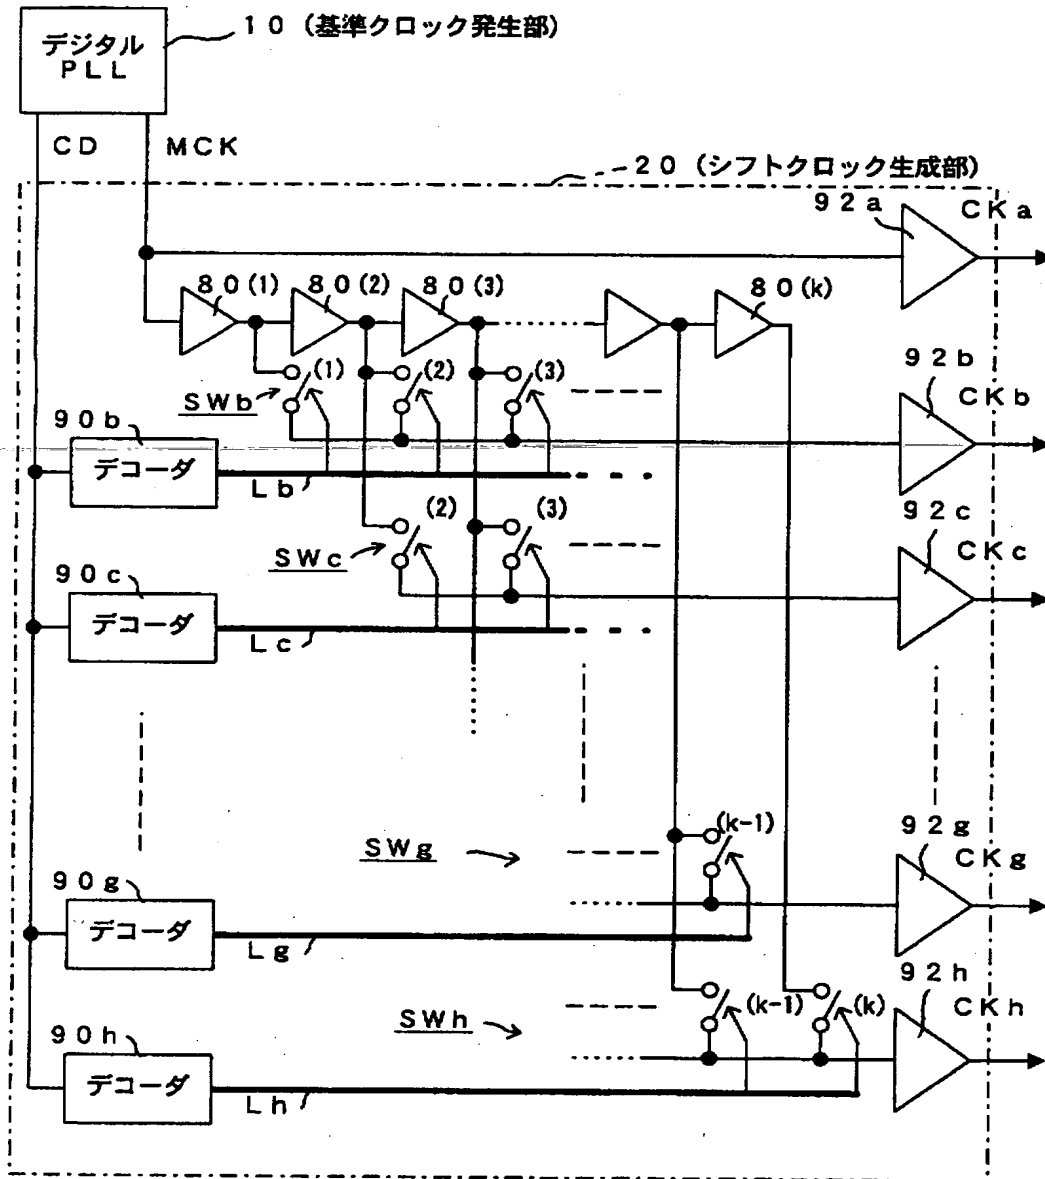 デジタル
PLL
10(基準クロック発生部)
CD
MCK
20(シフトクロック生成部)
92a
CKa
80(1)
80(2)
80(3)
80(k)
(1)
(2)
(3)
SWb
92b
CKb
90b
デコーダ
Lb
(2)
(3)
SWc
92c
CKc
90c
デコーダ
Lc
(k-1)
SWg
92g
CKg
90g
デコーダ
Lg
(k-1)
(k)
SWh
92h
CKh
90h
デコーダ
Lh